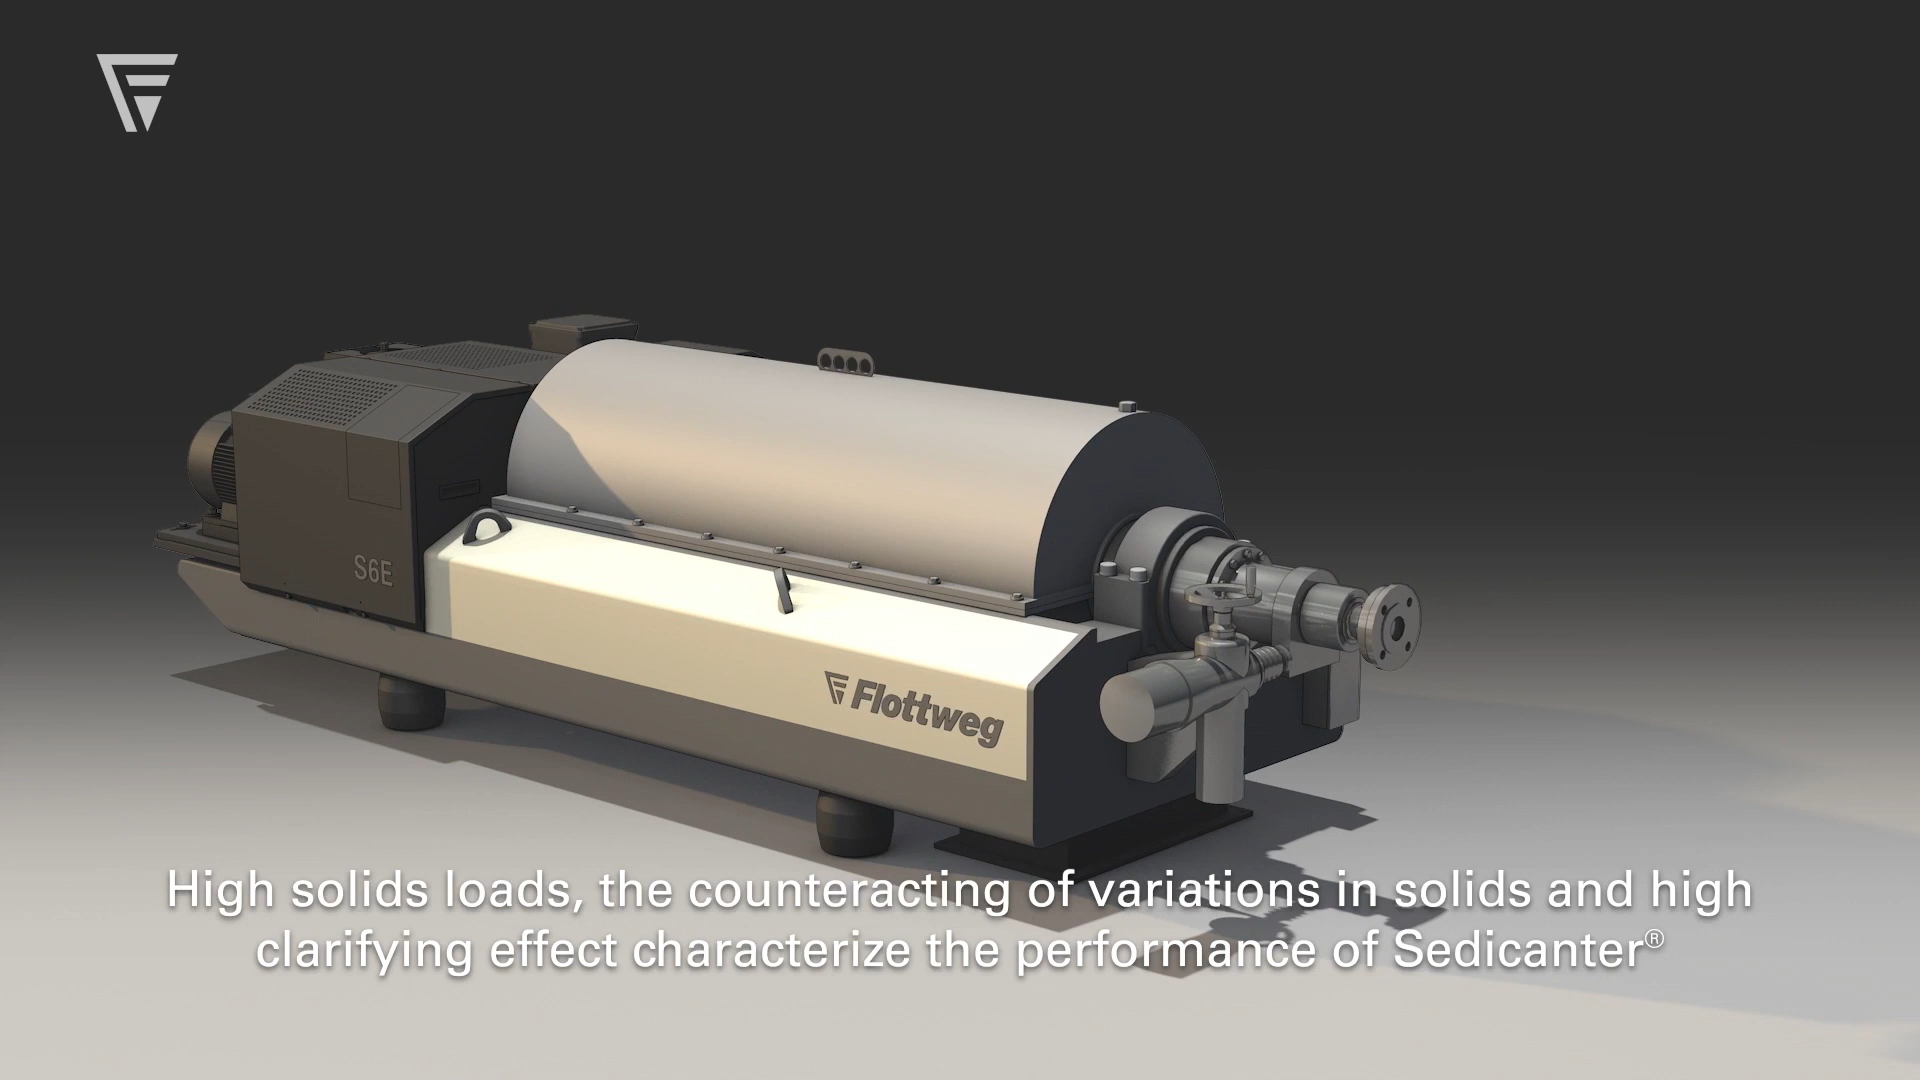 S6E
Flottweg
High solids loads, the counteracting of variations in solids and high
clarifying effect characterize the performance of Sedicanter®